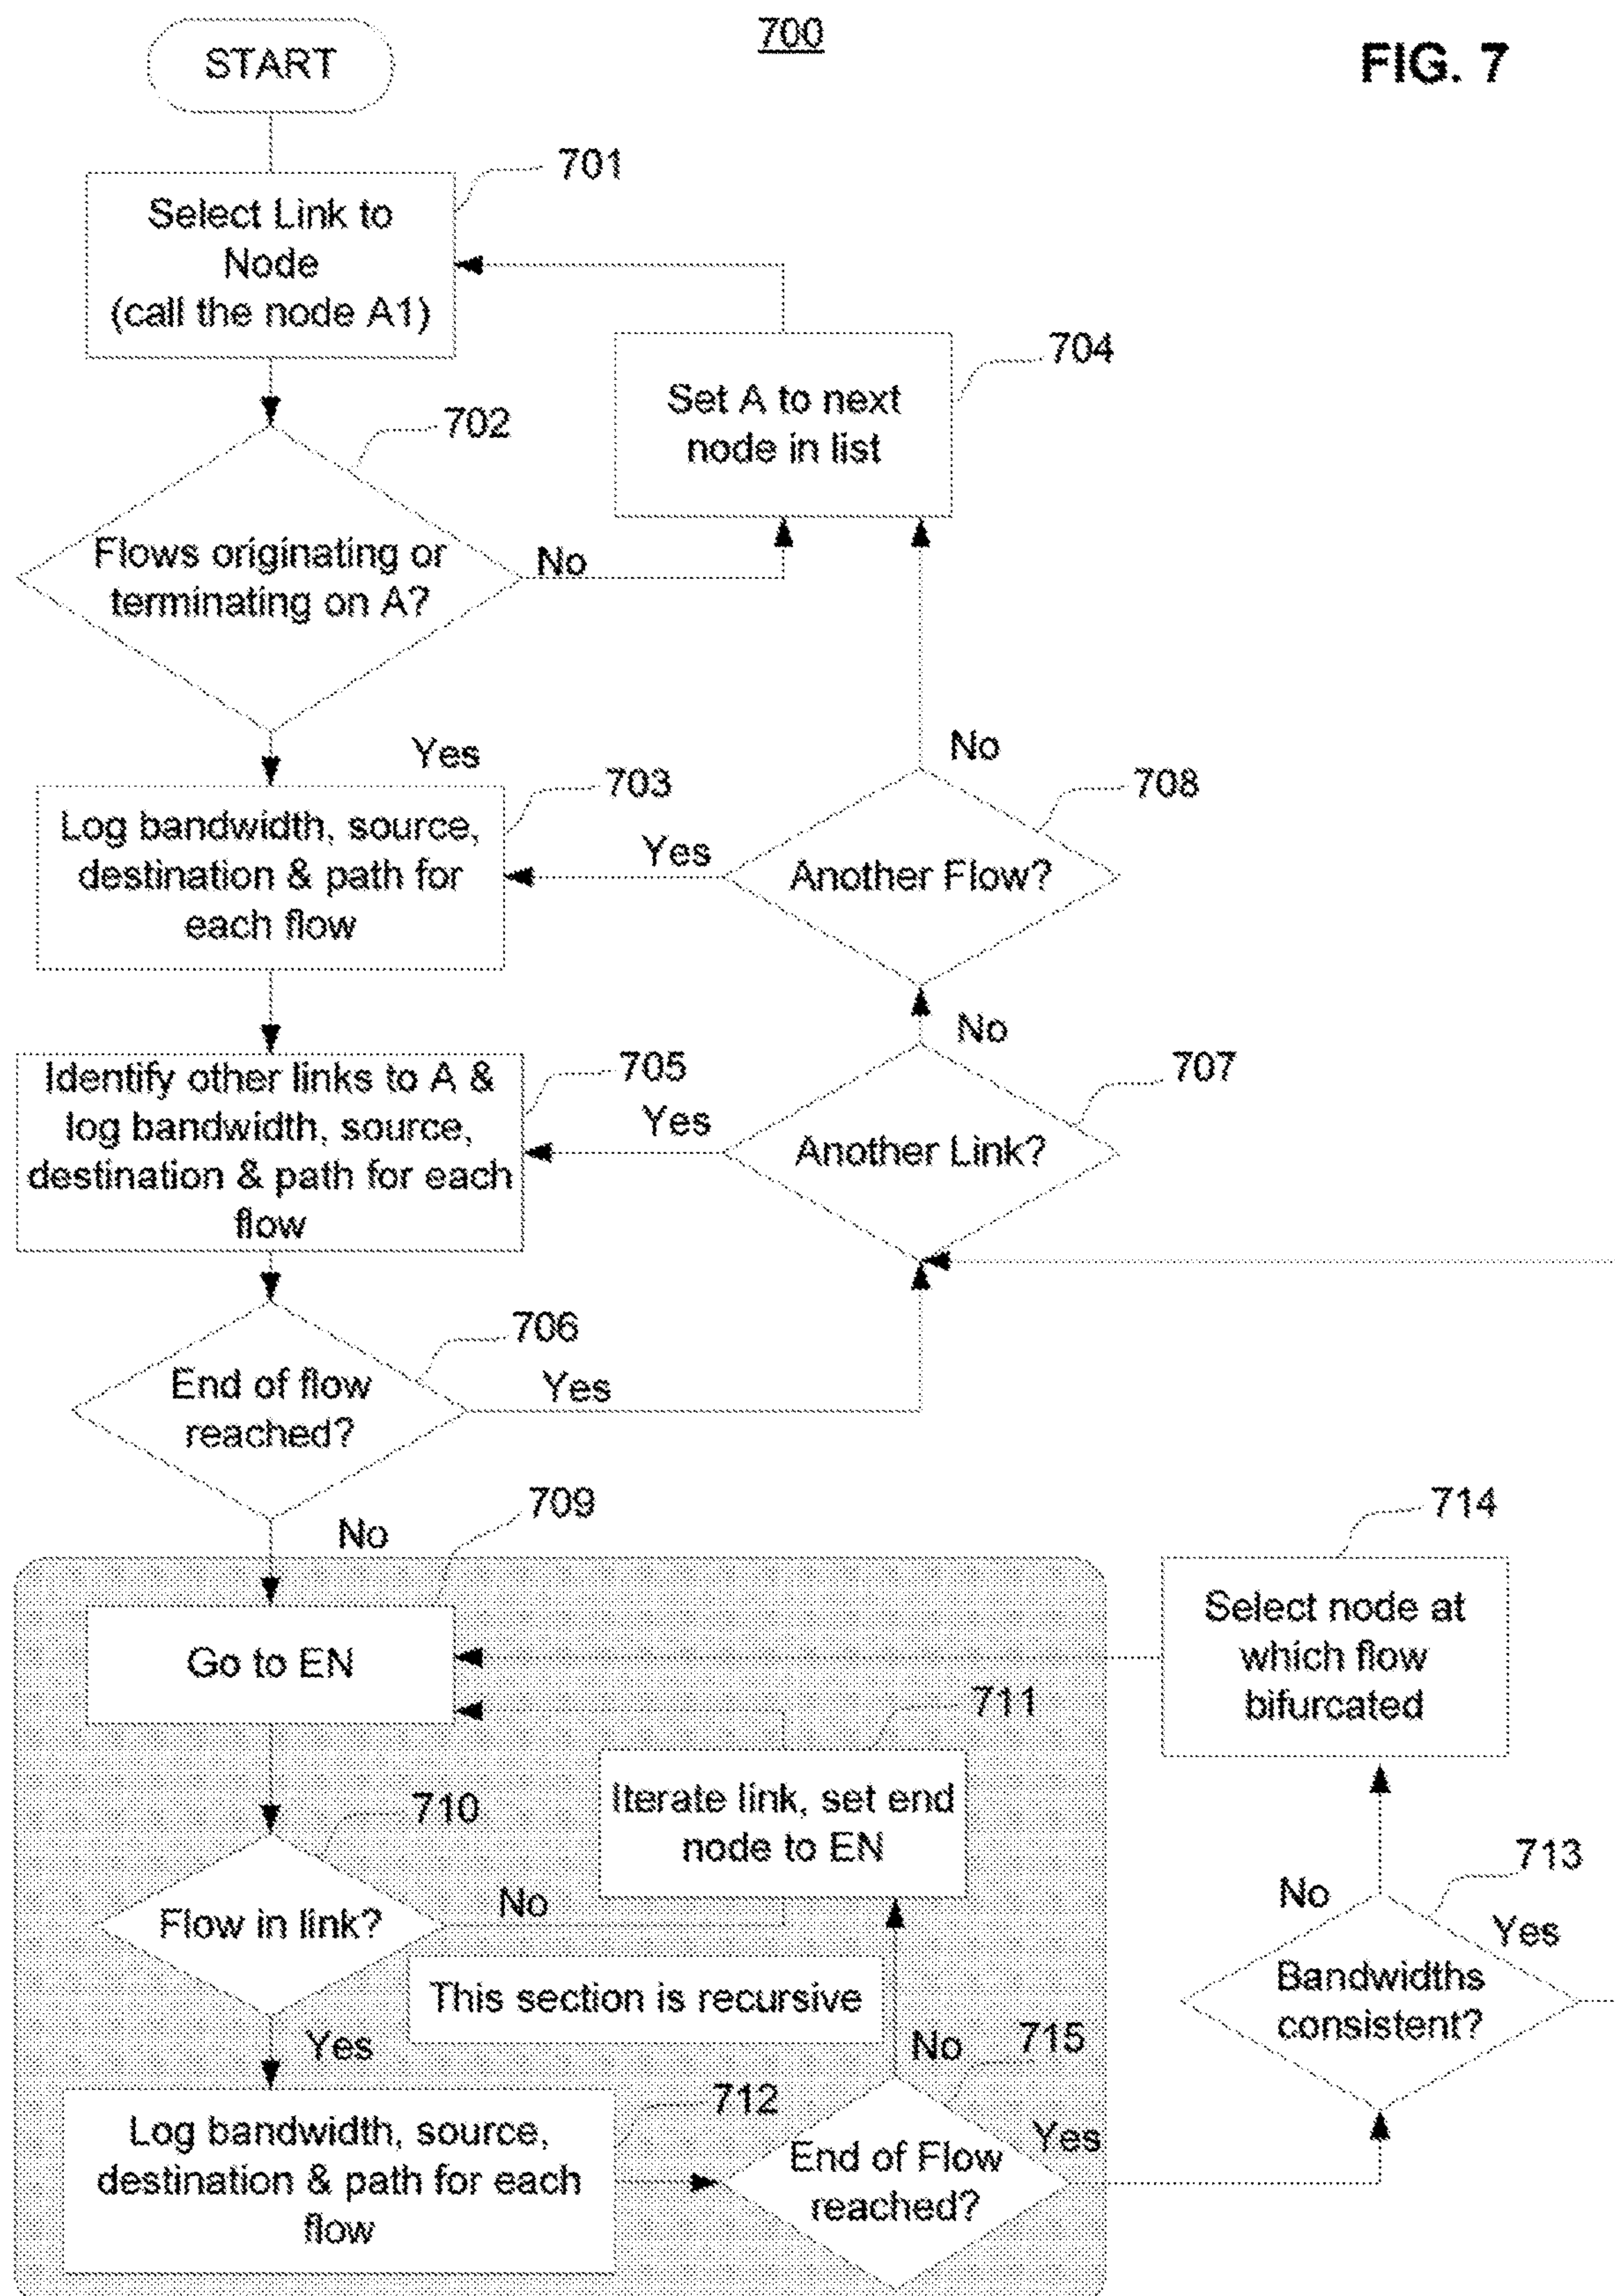 700
FIG. 7
START
701
Select Link to
Node
(call the node A1)
704
Set A to next
node in list
702
Flows originating or
terminating on A?
No
Yes
No
703
Log bandwidth, source,
destination & path for
each flow
Yes
708
Another Flow?
No
705
Identify other links to A &
log bandwidth, source,
destination & path for each
flow
Yes
707
Another Link?
706
End of flow
reached?
Yes
No
709
Go to EN
714
Select node at
which flow
bifurcated
711
Iterate link, set end
node to EN
710
Flow in link?
No
713
No
Yes
Bandwidths
consistent?
This section is recursive
Yes
No
715
712
Log bandwidth, source,
destination & path for each
flow
End of Flow
reached?
Yes